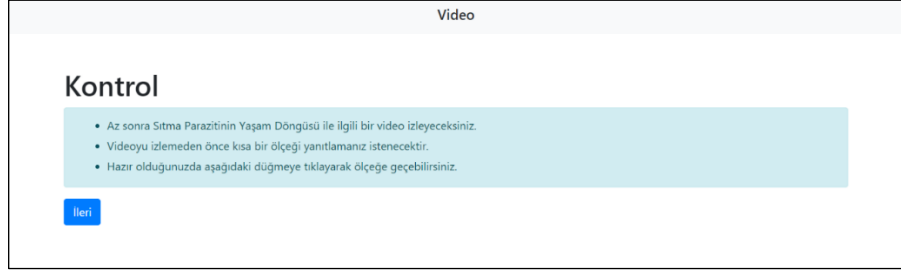 Video
Kontrol
• Az sonra Sıtma Parazitinin Yaşam Döngüsü ile ilgili bir video izleyeceksiniz.
• Videoyu izlemeden önce kısa bir ölçeği yanıtlamanız istenecektir.
• Hazır olduğunuzda aşağıdaki düğmeye tıklayarak ölçeğe geçebilirsiniz.
İleri